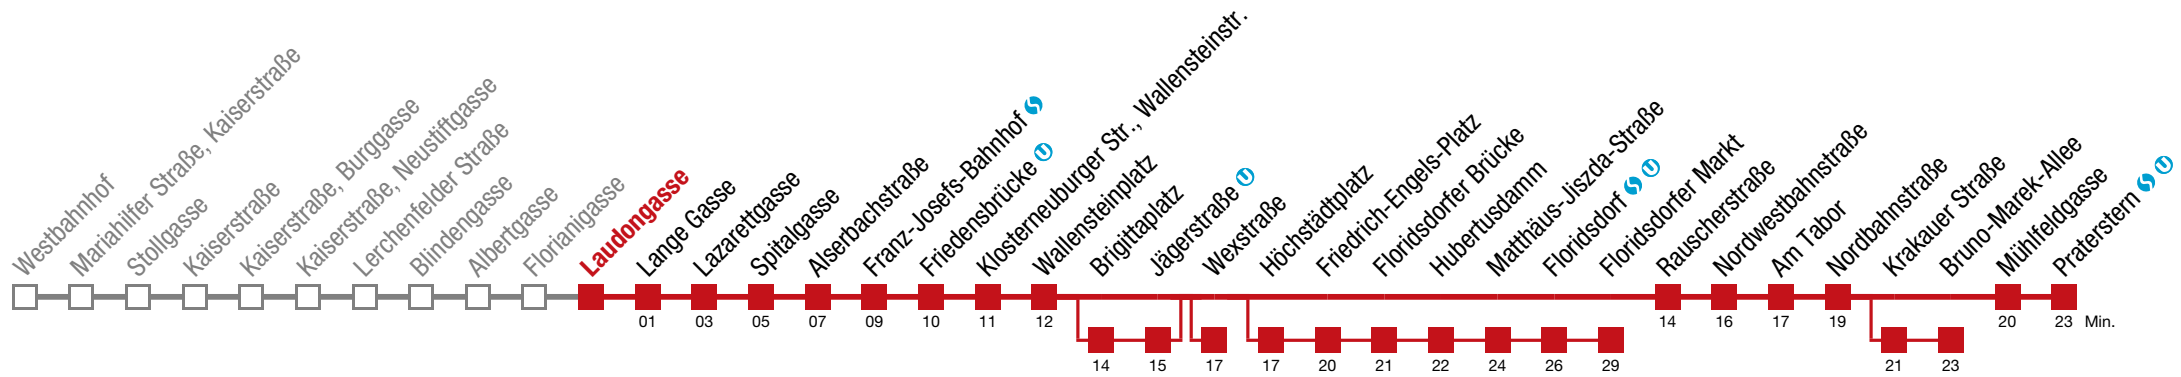 Westbahnhof
Mariahilfer Straße, Kaiserstraße
Stollgasse
Kaiserstraße
Kaiserstraße, Burggasse
Kaiserstraße, Neustiftgasse
Lerchenfelder Straße
Blindengasse
Albertgasse
Florianigasse
Laudongasse
Lange Gasse
Lazarettgasse
Spitalgasse
Alserbachstraße
Franz-Josefs-Bahnhof S
Friedensbrücke U
Klosterneuburger Str., Wallensteinstr.
Wallensteinplatz
Brigittaplatz
Jägerstraße U
Wexstraße
Höchstädtplatz
Friedrich-Engels-Platz
Floridsdorfer Brücke
Hubertusdamm
Matthäus-Jiszda-Straße
Floridsdorf S U
Floridsdorfer Markt
Rauscherstraße
Nordwestbahnstraße
Am Tabor
Nordbahnstraße
Krakauer Straße
Bruno-Marek-Allee
Mühlfeldgasse
Praterstern S U
01 03 05 07 09 10 11 12 14 16 17 19 20 23 Min.
14 15 17 17 20 21 22 24 26 29 21 23